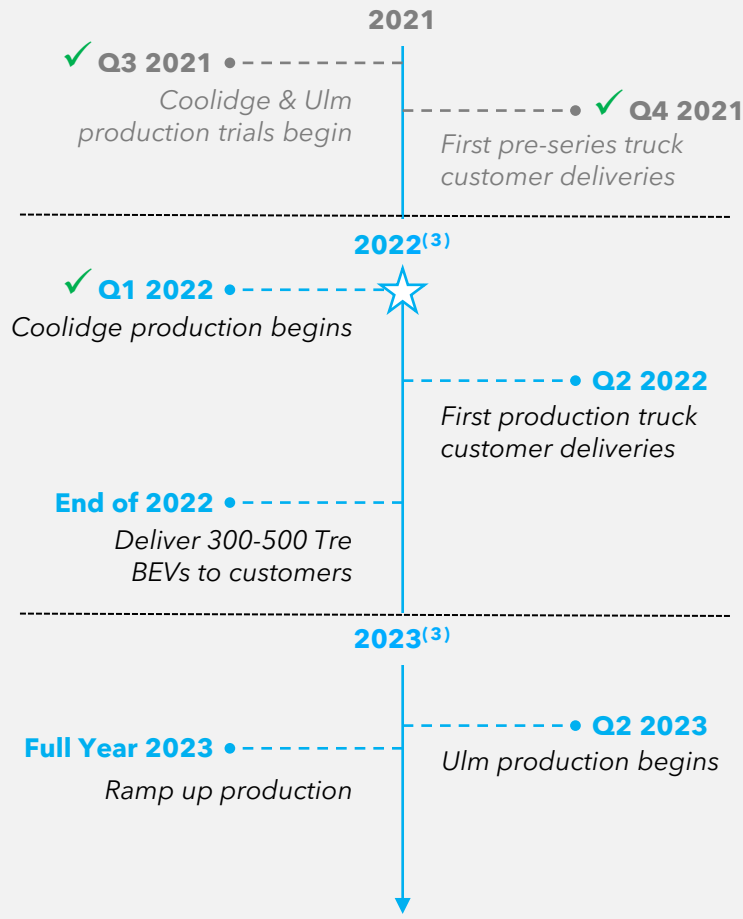 2021
✓ Q3 2021
Coolidge & Ulm
production trials begin
✓ Q4 2021
First pre-series truck
customer deliveries
2022(3)
✓ Q1 2022
Coolidge production begins
Q2 2022
First production truck
customer deliveries
End of 2022
Deliver 300-500 Tre
BEVs to customers
2023(3)
Q2 2023
Ulm production begins
Full Year 2023
Ramp up production